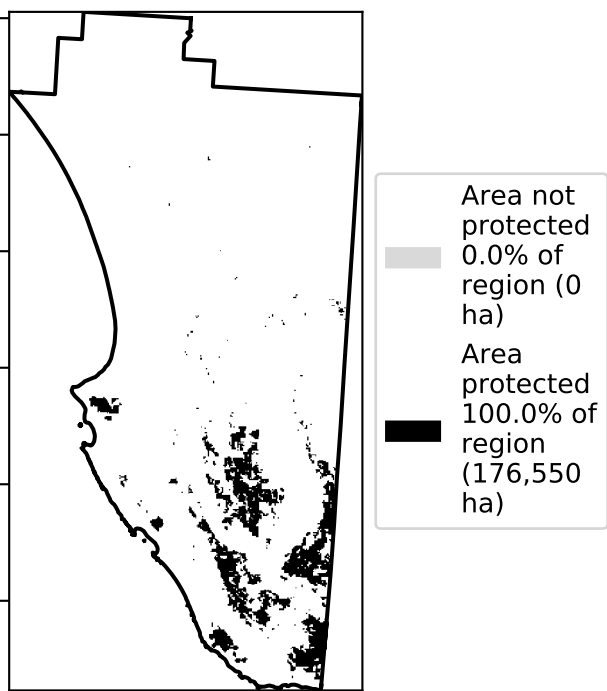 Area not
protected
0.0% of
region (0
ha)
Area
protected
100.0% of
region
(176,550
ha)